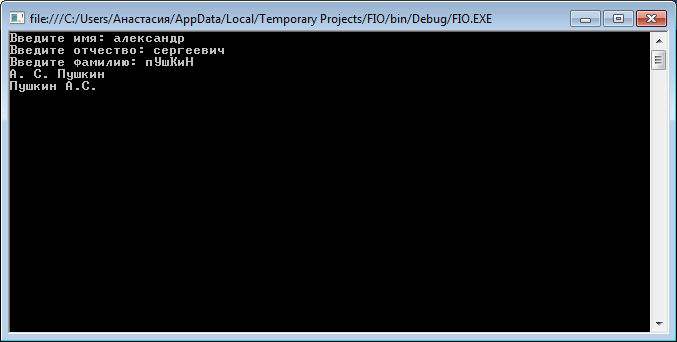 file:///C:/Users/Анастасия/AppData/Local/Temporary Projects/FIO/bin/Debug/FIO.EXE
Введите имя: александр
Введите отчество: сергеевич
Введите фамилию: пУшКиН
А. С. Пушкин
Пушкин А.С.